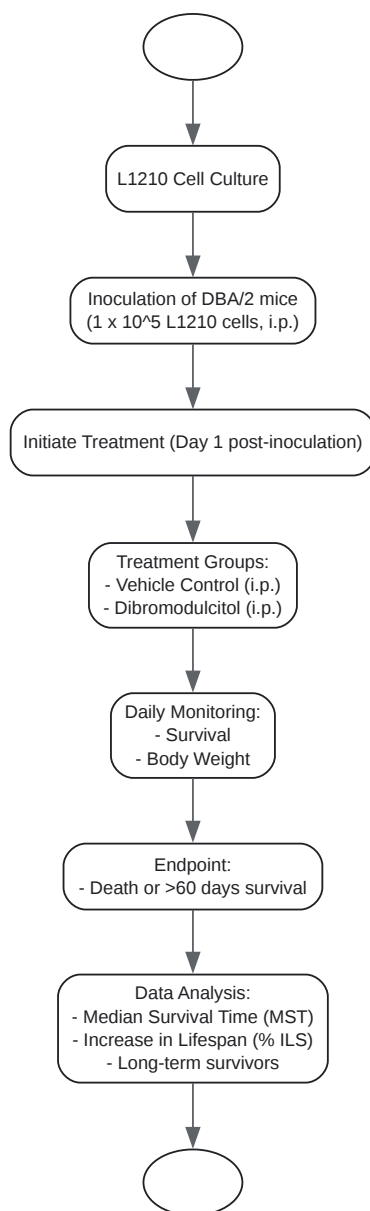 L1210 Cell Culture
Inoculation of DBA/2 mice
(1 x 10^5 L1210 cells, i.p.)
Initiate Treatment (Day 1 post-inoculation)
Treatment Groups:
- Vehicle Control (i.p.)
- Dibromodulcitol (i.p.)
Daily Monitoring:
- Survival
- Body Weight
Endpoint:
- Death or >60 days survival
Data Analysis:
- Median Survival Time (MST)
- Increase in Lifespan (% ILS)
- Long-term survivors